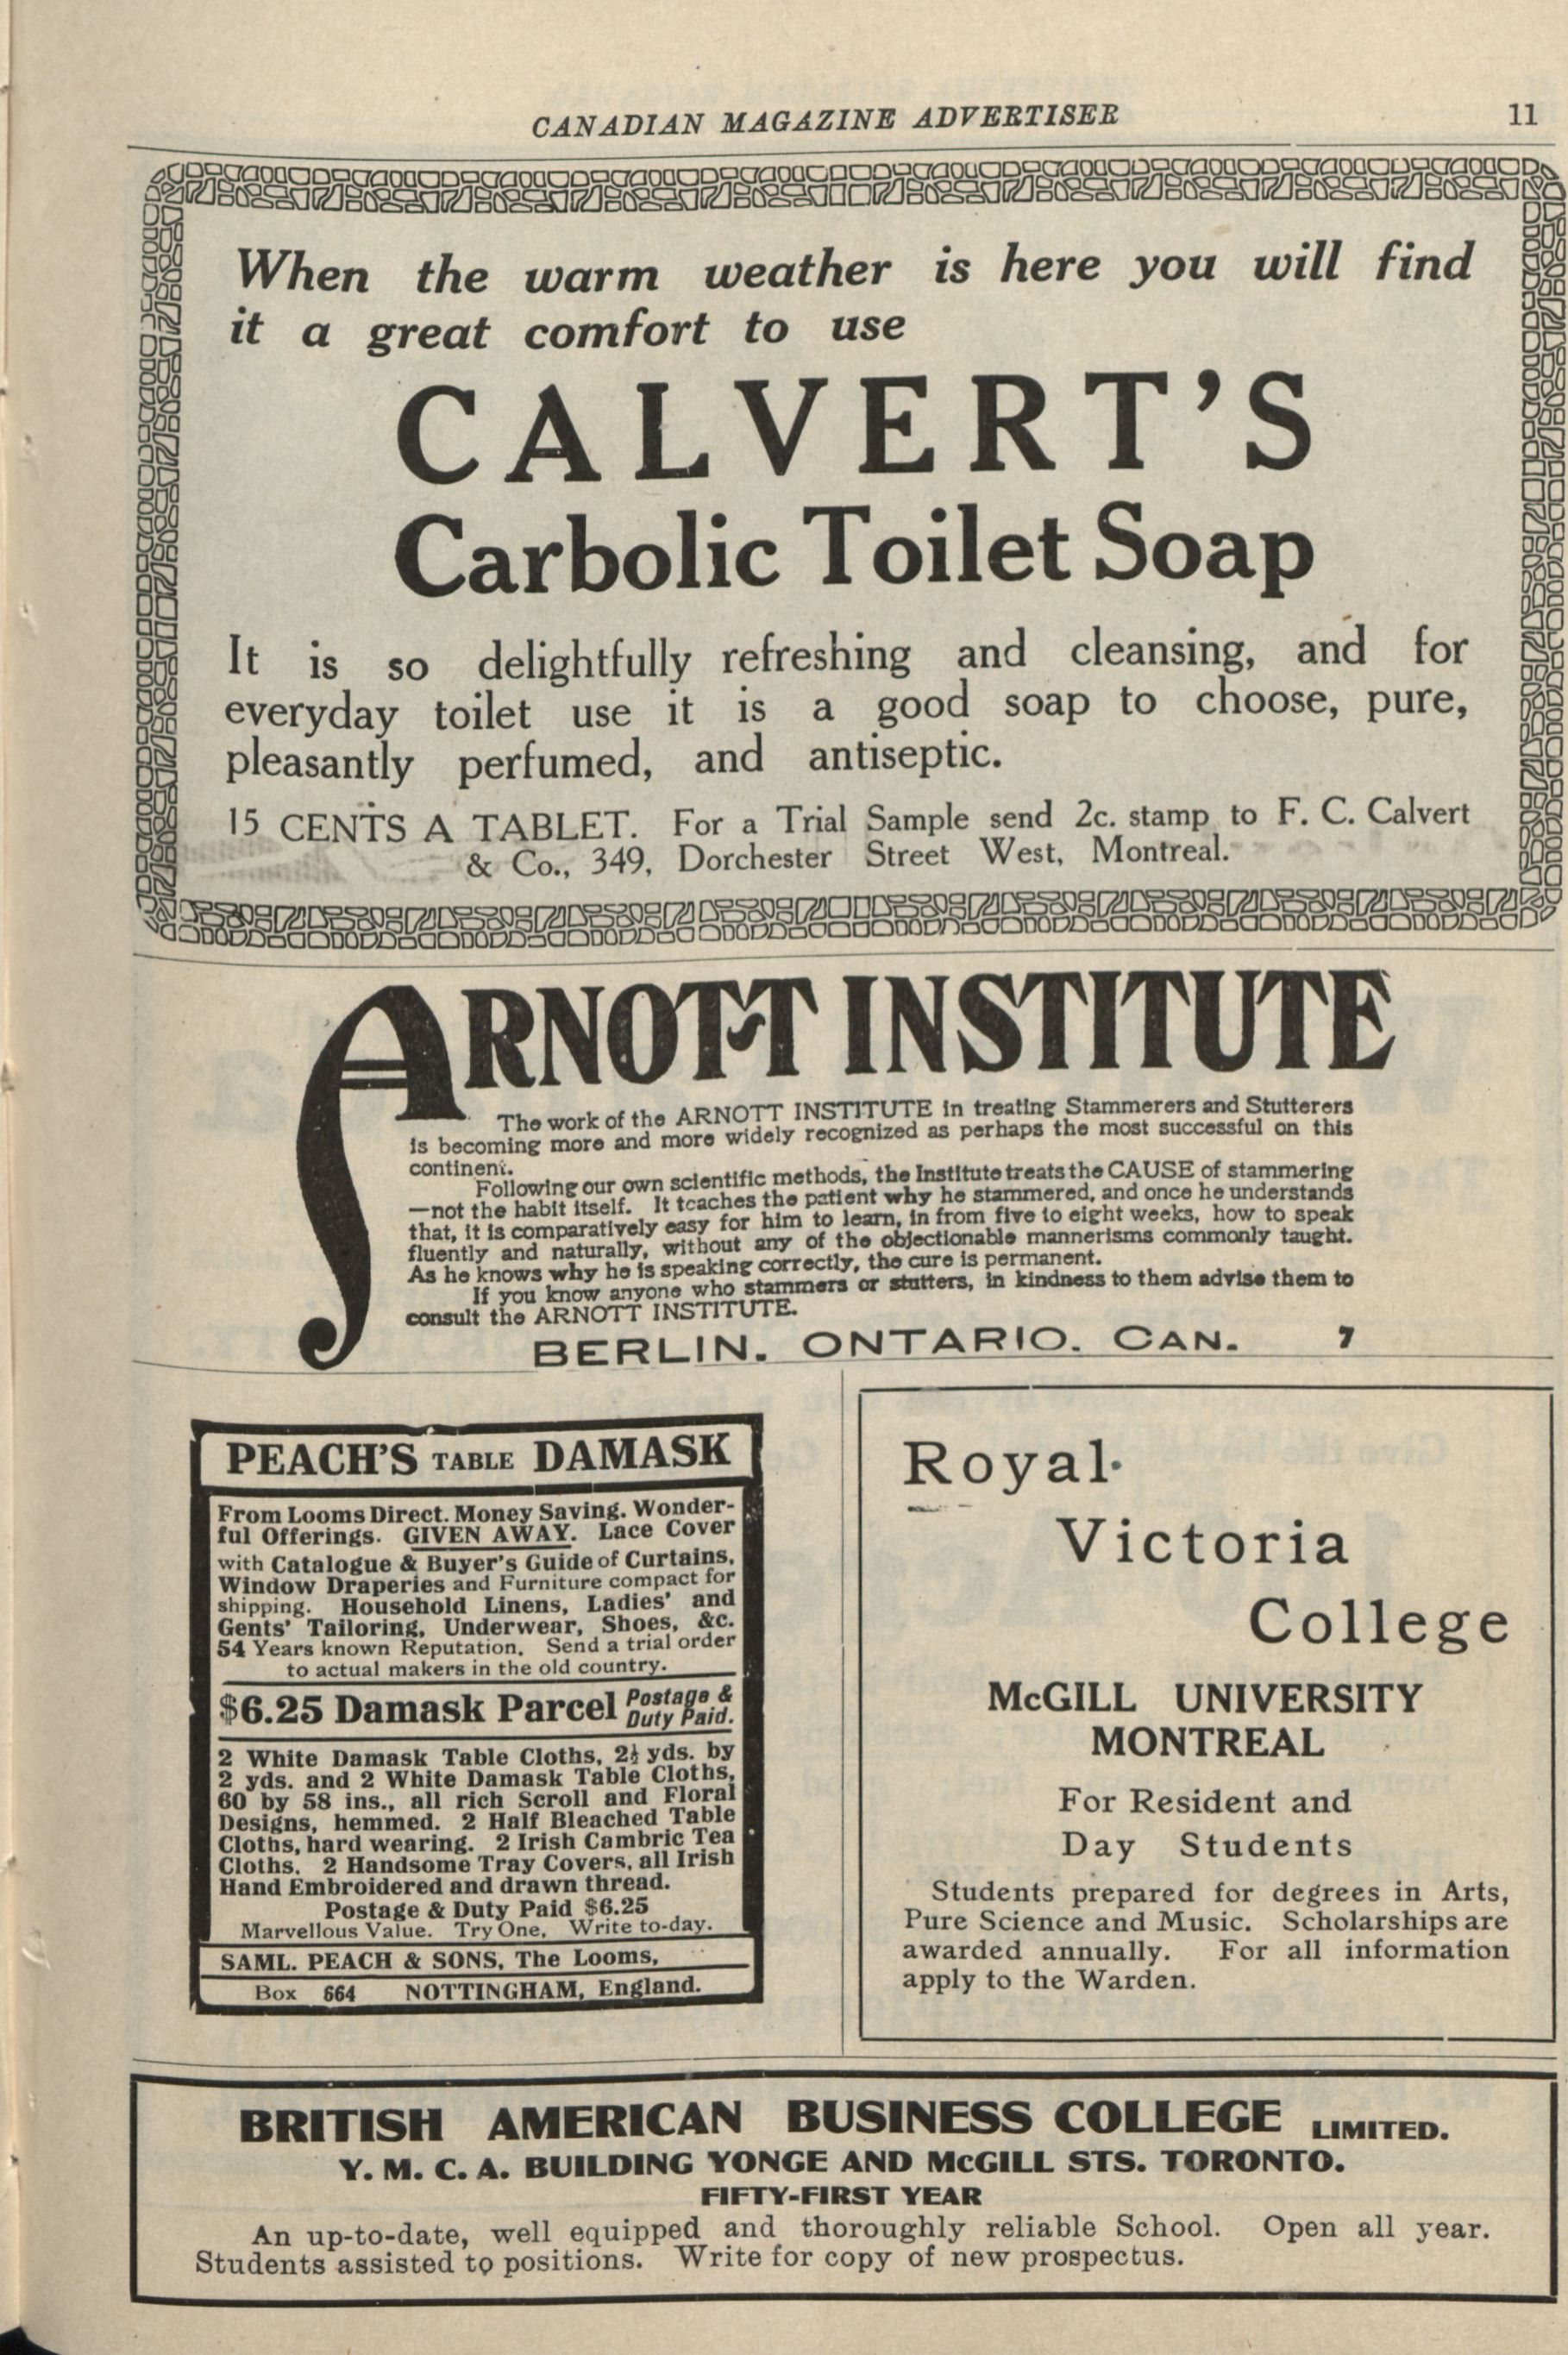 CANADIAN MAGAZINE ADVERTISER 11
When the warm weather is here you will find
it a great comfort to use
CALVERT'S
Carbolic Toilet Soap
It is so delightfully refreshing and cleansing, and for
everyday toilet use it is a good soap to choose, pure,
pleasantly perfumed, and antiseptic.
15 CENTS A TABLET. For a Trial Sample send 2c. stamp to F. C. Calvert
& Co., 349, Dorchester Street West, Montreal.
ARNOTT INSTITUTE
The work of the ARNOTT INSTITUTE in treating Stammerers and Stutterers
is becoming more and more widely recognized as perhaps the most successful on this
continent.
Following our own scientific methods, the Institute treats the CAUSE of stammering
—not the habit itself. It teaches the patient why he stammered, and once he understands
that, it is comparatively easy for him to learn, in from five to eight weeks, how to speak
fluently and naturally, without any of the objectionable mannerisms commonly taught.
As he knows why he is speaking correctly, the cure is permanent.
If you know anyone who stammers or stutters, in kindness to them advise them to
consult the ARNOTT INSTITUTE.
BERLIN. ONTARIO. CAN. 7
PEACH'S TABLE DAMASK
From Looms Direct. Money Saving. Wonder-
ful Offerings. GIVEN AWAY. Lace Cover
with Catalogue & Buyer's Guide of Curtains,
Window Draperies and Furniture compact for
shipping. Household Linens, Ladies' and
Gents' Tailoring, Underwear, Shoes, &c.
54 Years known Reputation. Send a trial order
to actual makers in the old country.
$6.25 Damask Parcel Postage & Duty Paid.
2 White Damask Table Cloths, 2½ yds. by
2 yds. and 2 White Damask Table Cloths,
60 by 58 ins., all rich Scroll and Floral
Designs, hemmed. 2 Half Bleached Table
Cloths, hard wearing. 2 Irish Cambric Tea
Cloths. 2 Handsome Tray Covers, all Irish
Hand Embroidered and drawn thread.
Postage & Duty Paid $6.25
Marvellous Value. Try One, Write to-day.
SAML. PEACH & SONS, The Looms,
Box 664 NOTTINGHAM, England.
Royal
Victoria
College
McGILL UNIVERSITY
MONTREAL
For Resident and
Day Students
Students prepared for degrees in Arts,
Pure Science and Music. Scholarships are
awarded annually. For all information
apply to the Warden.
BRITISH AMERICAN BUSINESS COLLEGE LIMITED.
Y. M. C. A. BUILDING YONGE AND McGILL STS. TORONTO.
FIFTY-FIRST YEAR
An up-to-date, well equipped and thoroughly reliable School. Open all year.
Students assisted to positions. Write for copy of new prospectus.